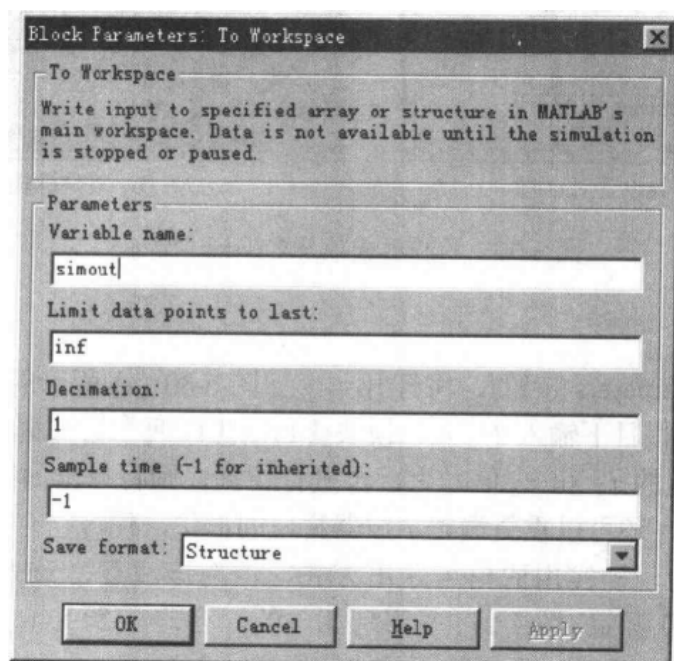 Block Parameters: To Workspace
To Workspace
Write input to specified array or structure in MATLAB's
main workspace. Data is not available until the simulation
is stopped or paused.
Parameters
Variable name:
simout
Limit data points to last:
inf
Decimation:
1
Sample time (-1 for inherited):
-1
Save format: Structure
OK Cancel Help Apply